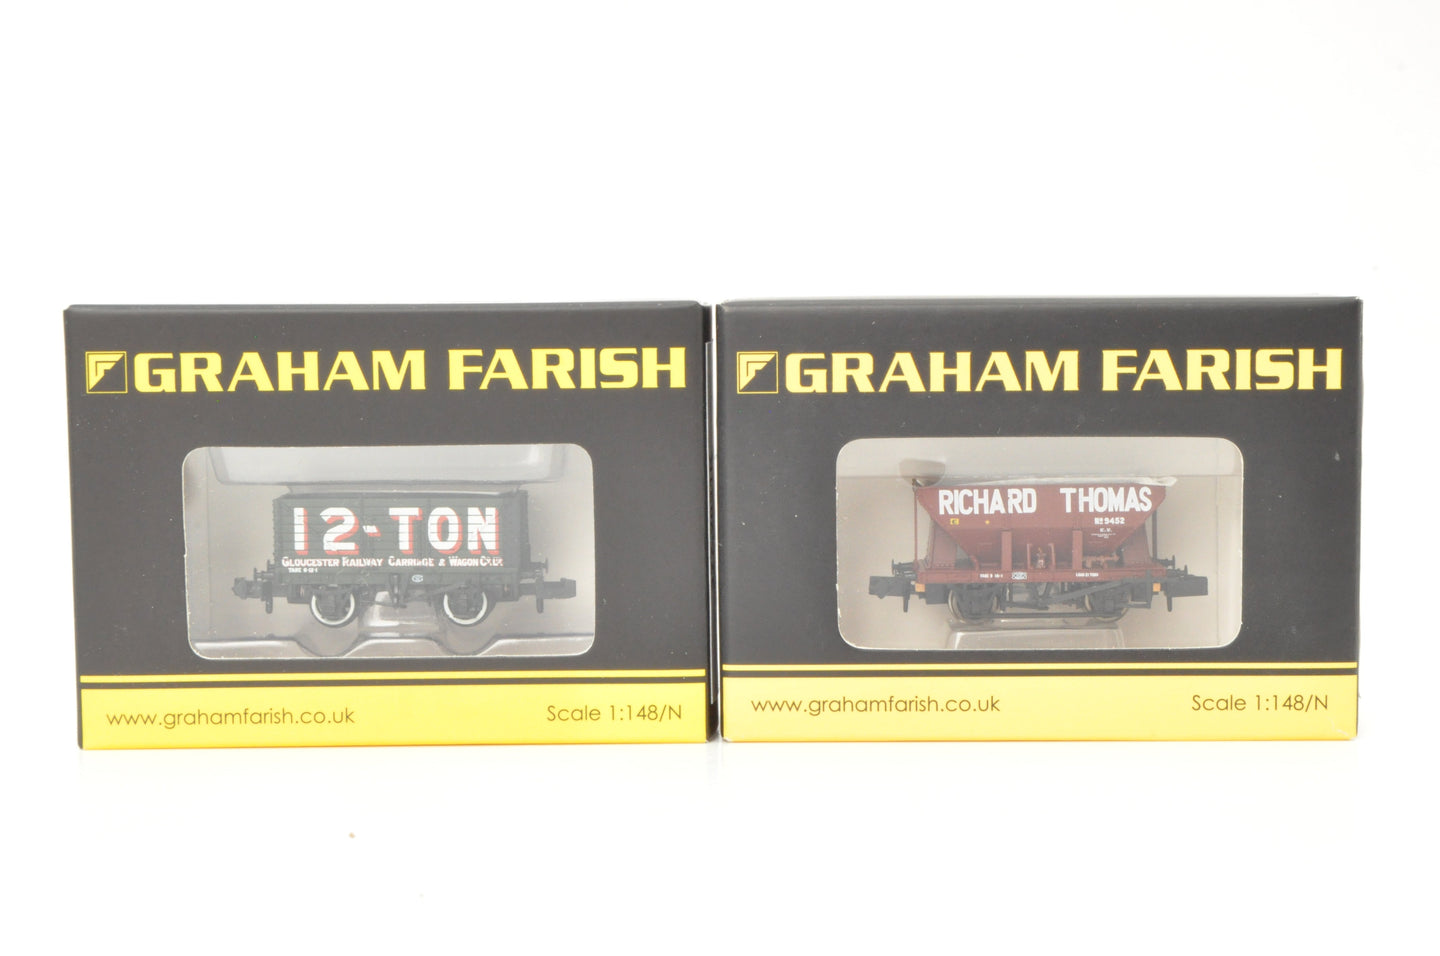 GRAHAM FARISH
12-TON
GLOUCESTER RAILWAY CARRIAGE & WAGON CO LTD
www.grahamfarish.co.uk
Scale 1:148/N
GRAHAM FARISH
RICHARD THOMAS
No 9452
www.grahamfarish.co.uk
Scale 1:148/N